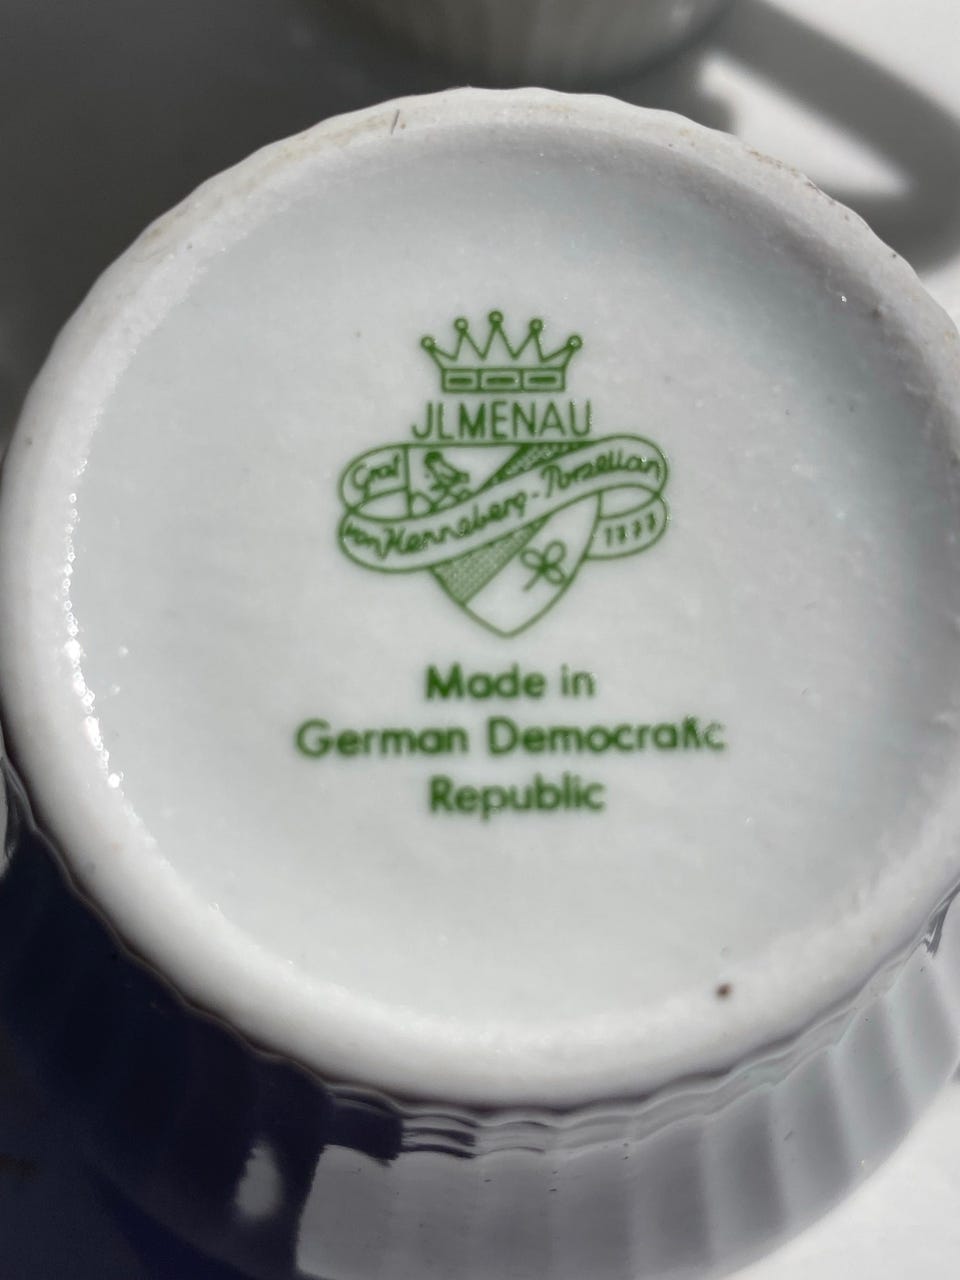 JLMENAU
Graf
von Henneberg-Porzellan
1777
Made in
German Democratic
Republic